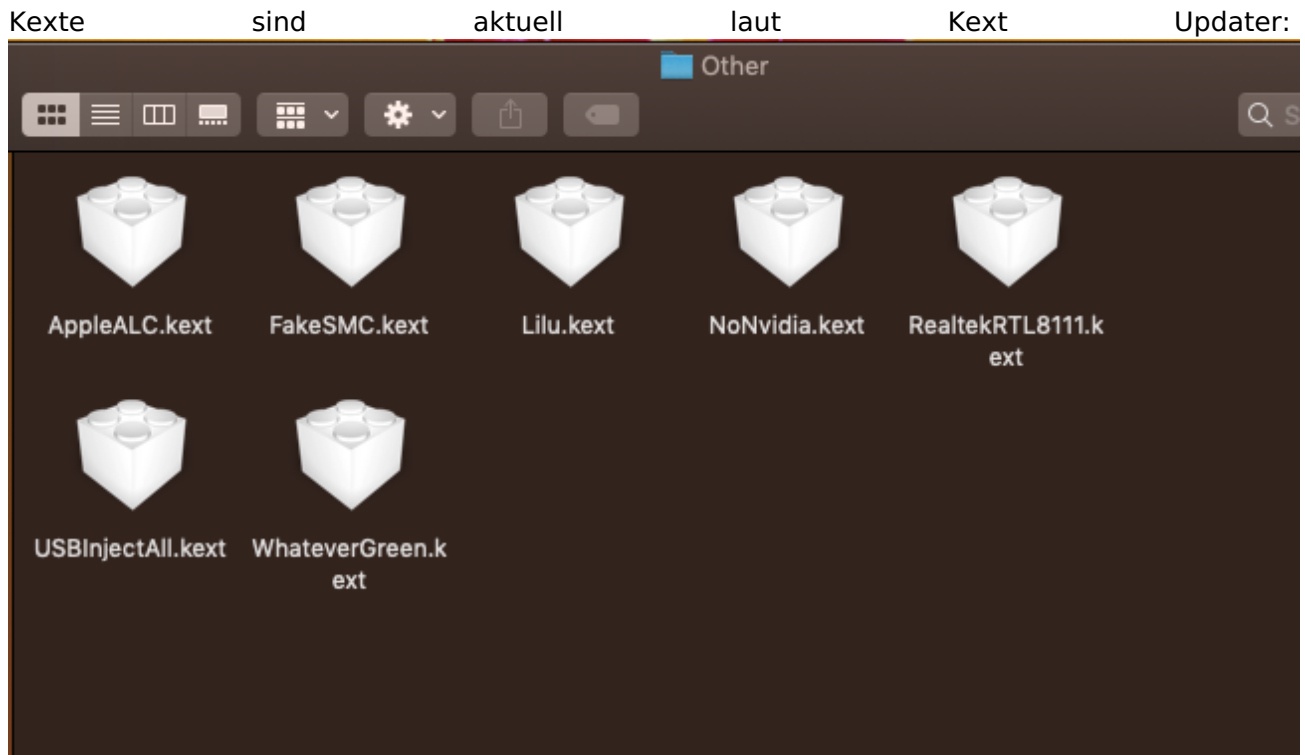 Kexte sind aktuell laut Kext Updater:
Other
S
AppleALC.kext FakeSMC.kext Lilu.kext NoNvidia.kext RealtekRTL8111.k
ext
USBInjectAll.kext WhateverGreen.k
ext